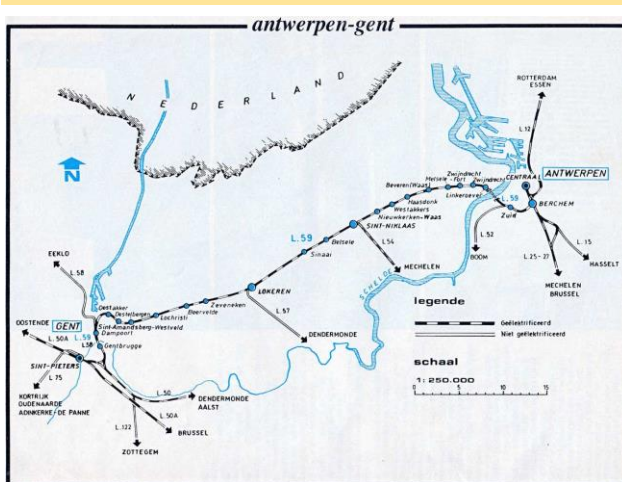 antwerpen-gent
NEDERLAND
N
ROTTERDAM
ESSEN
L.12
CENTRAAL
ANTWERPEN
L.59
BERCHEM
Zuid
Zwijndrecht
Zwijndrecht
Fort
Melsele
Linkeroever
Beveren (Waas)
Haasdonk
Westakkers
Nieuwkerken-Waas
SINT-NIKLAAS
L.52
BOOM
L.25-27
L.15
HASSELT
MECHELEN
BRUSSEL
L.54
MECHELEN
SCHELDE
L.59
Belsele
Sinaai
LOKEREN
L.57
DENDERMONDE
Zeveneken
Beervelde
Lochristi
Destelbergen
Oostakker
Sint-Amandsberg-Westveld
Dampoort
Gentbrugge
EEKLO
L.58
GENT
L.59
L.58
OOSTENDE
L.50A
SINT-PIETERS
L.75
KORTRIJK
OUDENAARDE
ADINKERKE-DE PANNE
L.50
DENDERMONDE
AALST
L.50A
BRUSSEL
L.122
ZOTTEGEM
legende
Geëlektrificeerd
Niet geëlektrificeerd
schaal
1: 250.000
0
5
10